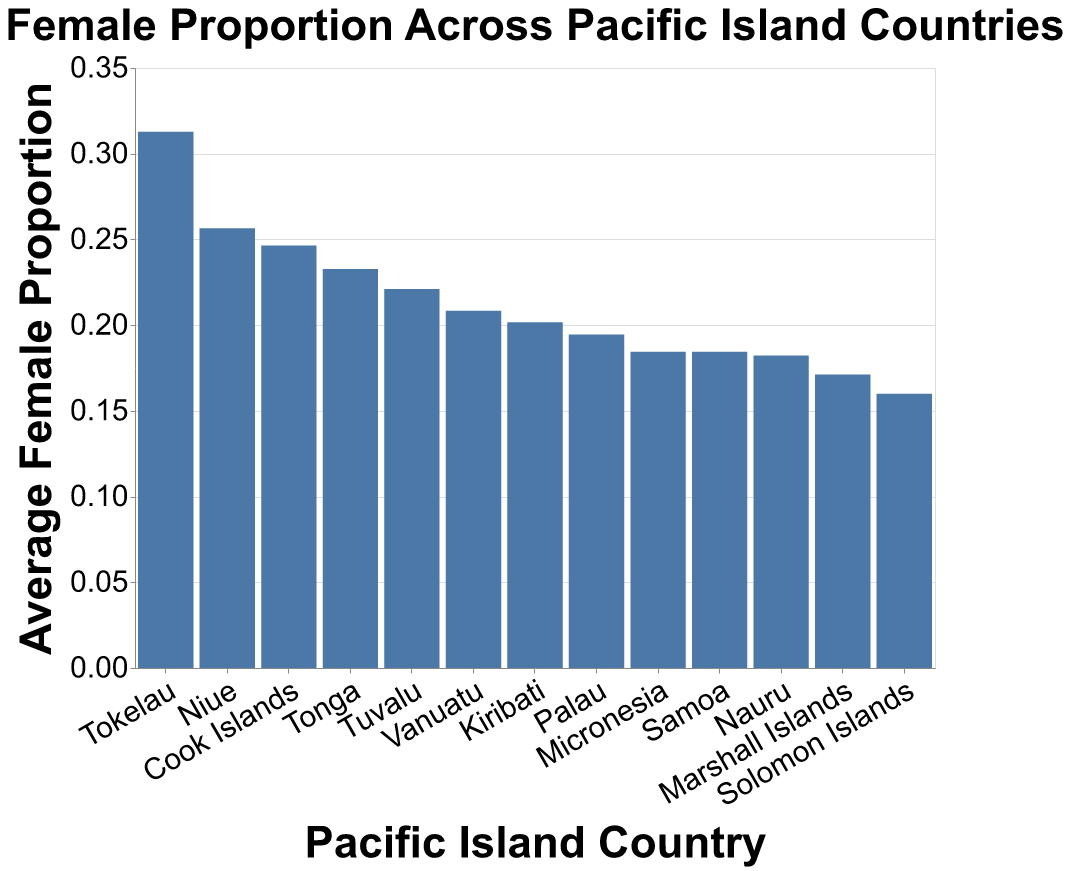 Female Proportion Across Pacific Island Countries
Average Female Proportion
0.35
0.30
0.25
0.20
0.15
0.10
0.05
0.00
Tokelau
Niue
Cook Islands
Tonga
Tuvalu
Vanuatu
Kiribati
Palau
Micronesia
Samoa
Nauru
Marshall Islands
Solomon Islands
Pacific Island Country